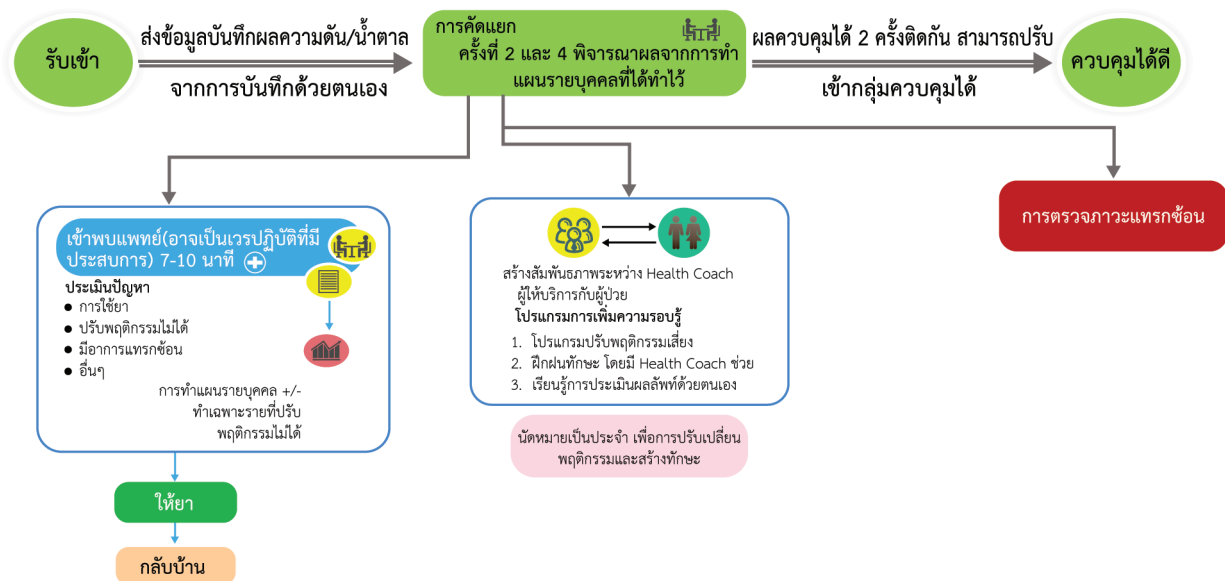 รับเข้า
ส่งข้อมูลบันทึกผลความดัน/น้ำตาล
จากการบันทึกด้วยตนเอง
การคัดแยก
ครั้งที่ 2 และ 4 พิจารณาผลจากการทำ
แผนรายบุคคลที่ได้ทำไว้
ผลควบคุมได้ 2 ครั้งติดกัน สามารถปรับ
เข้ากลุ่มควบคุมได้
ควบคุมได้ดี
เข้าพบแพทย์(อาจเป็นเวรปฏิบัติที่มี
ประสบการ) 7-10 นาที
ประเมินปัญหา
● การใช้ยา
● ปรับพฤติกรรมไม่ได้
● มีอาการแทรกซ้อน
● อื่นๆ
การทำแผนรายบุคคล +/-
ทำเฉพาะรายที่ปรับ
พฤติกรรมไม่ได้
ให้ยา
กลับบ้าน
สร้างสัมพันธภาพระหว่าง Health Coach
ผู้ให้บริการกับผู้ป่วย
โปรแกรมการเพิ่มความรอบรู้
1. โปรแกรมปรับพฤติกรรมเสี่ยง
2. ฝึกฝนทักษะ โดยมี Health Coach ช่วย
3. เรียนรู้การประเมินผลลัพท์ด้วยตนเอง
นัดหมายเป็นประจำ เพื่อการปรับเปลี่ยน
พฤติกรรมและสร้างทักษะ
การตรวจภาวะแทรกซ้อน